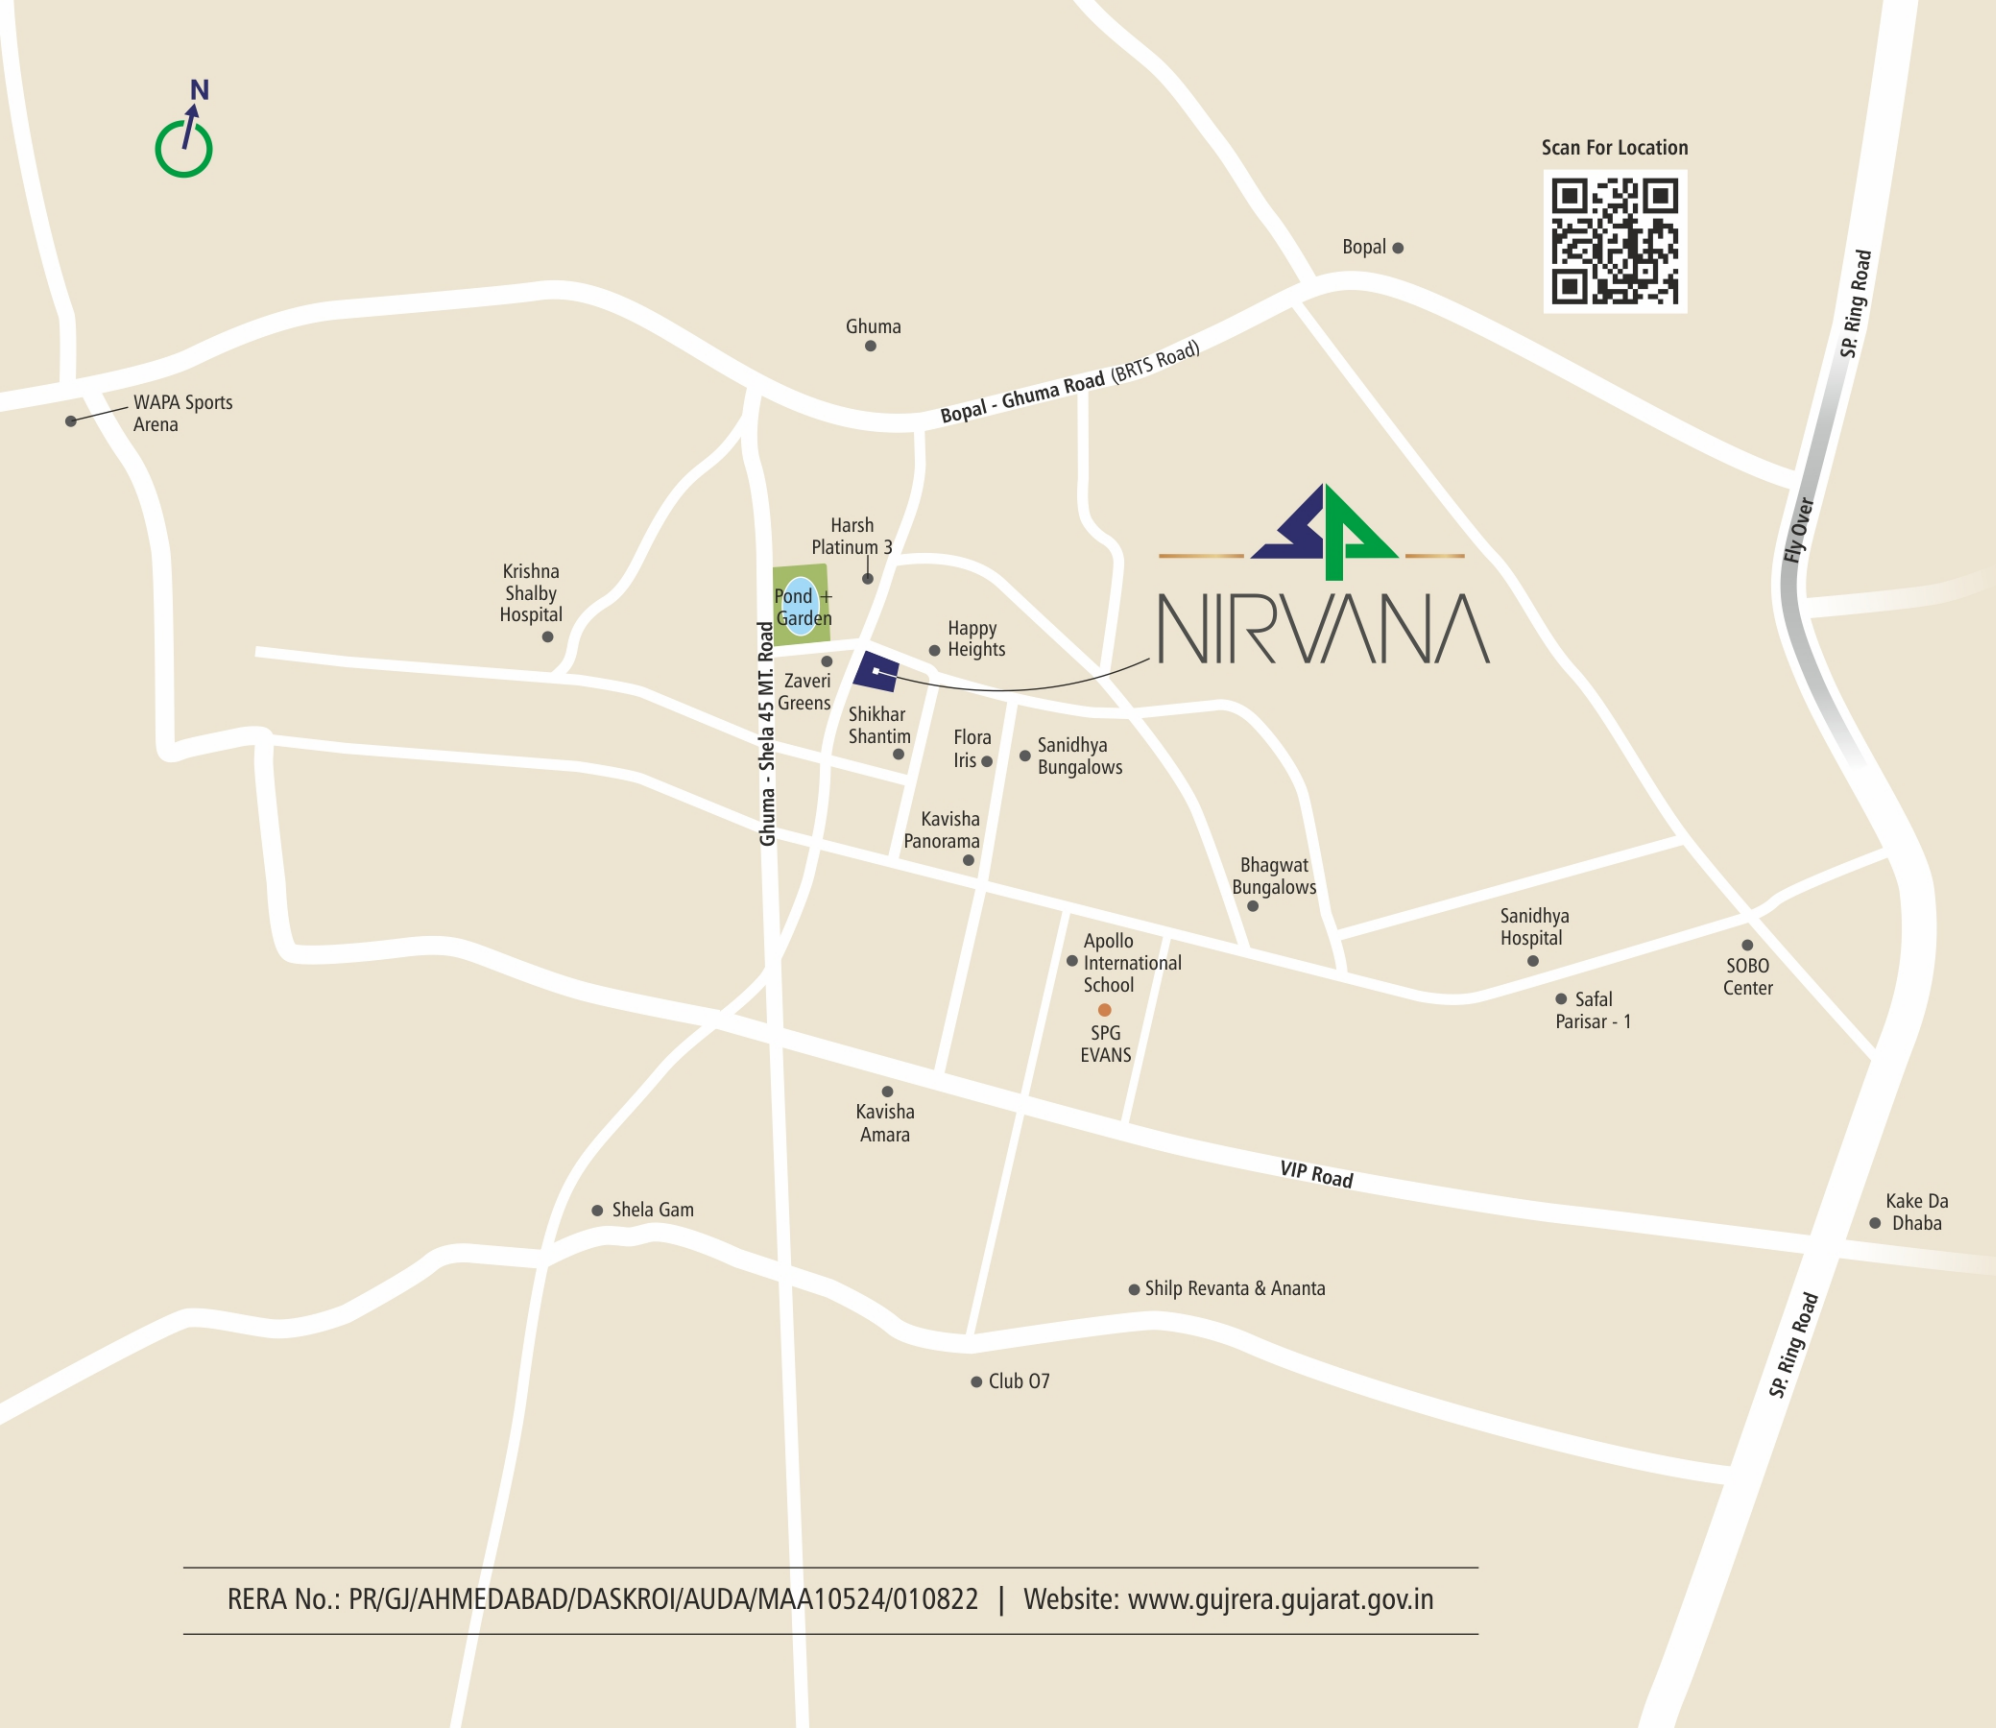 N
Scan For Location
Bopal
SP. Ring Road
Ghuma
Bopal - Ghuma Road (BRTS Road)
WAPA Sports
Arena
Fly Over
Harsh
Platinum 3
Krishna
Shalby
Hospital
Pond +
Garden
NIRVANA
Happy
Heights
Ghuma - Shela 45 MT. Road
Zaveri
Greens
Shikhar
Shantim
Flora
Iris
Sanidhya
Bungalows
Kavisha
Panorama
Bhagwat
Bungalows
Sanidhya
Hospital
Apollo
International
School
SOBO
Center
Safal
Parisar - 1
SPG
EVANS
Kavisha
Amara
VIP Road
Kake Da
Dhaba
Shela Gam
Shilp Revanta & Ananta
SP. Ring Road
Club O7
RERA No.: PR/GJ/AHMEDABAD/DASKROI/AUDA/MAA10524/010822 | Website: www.gujrera.gujarat.gov.in